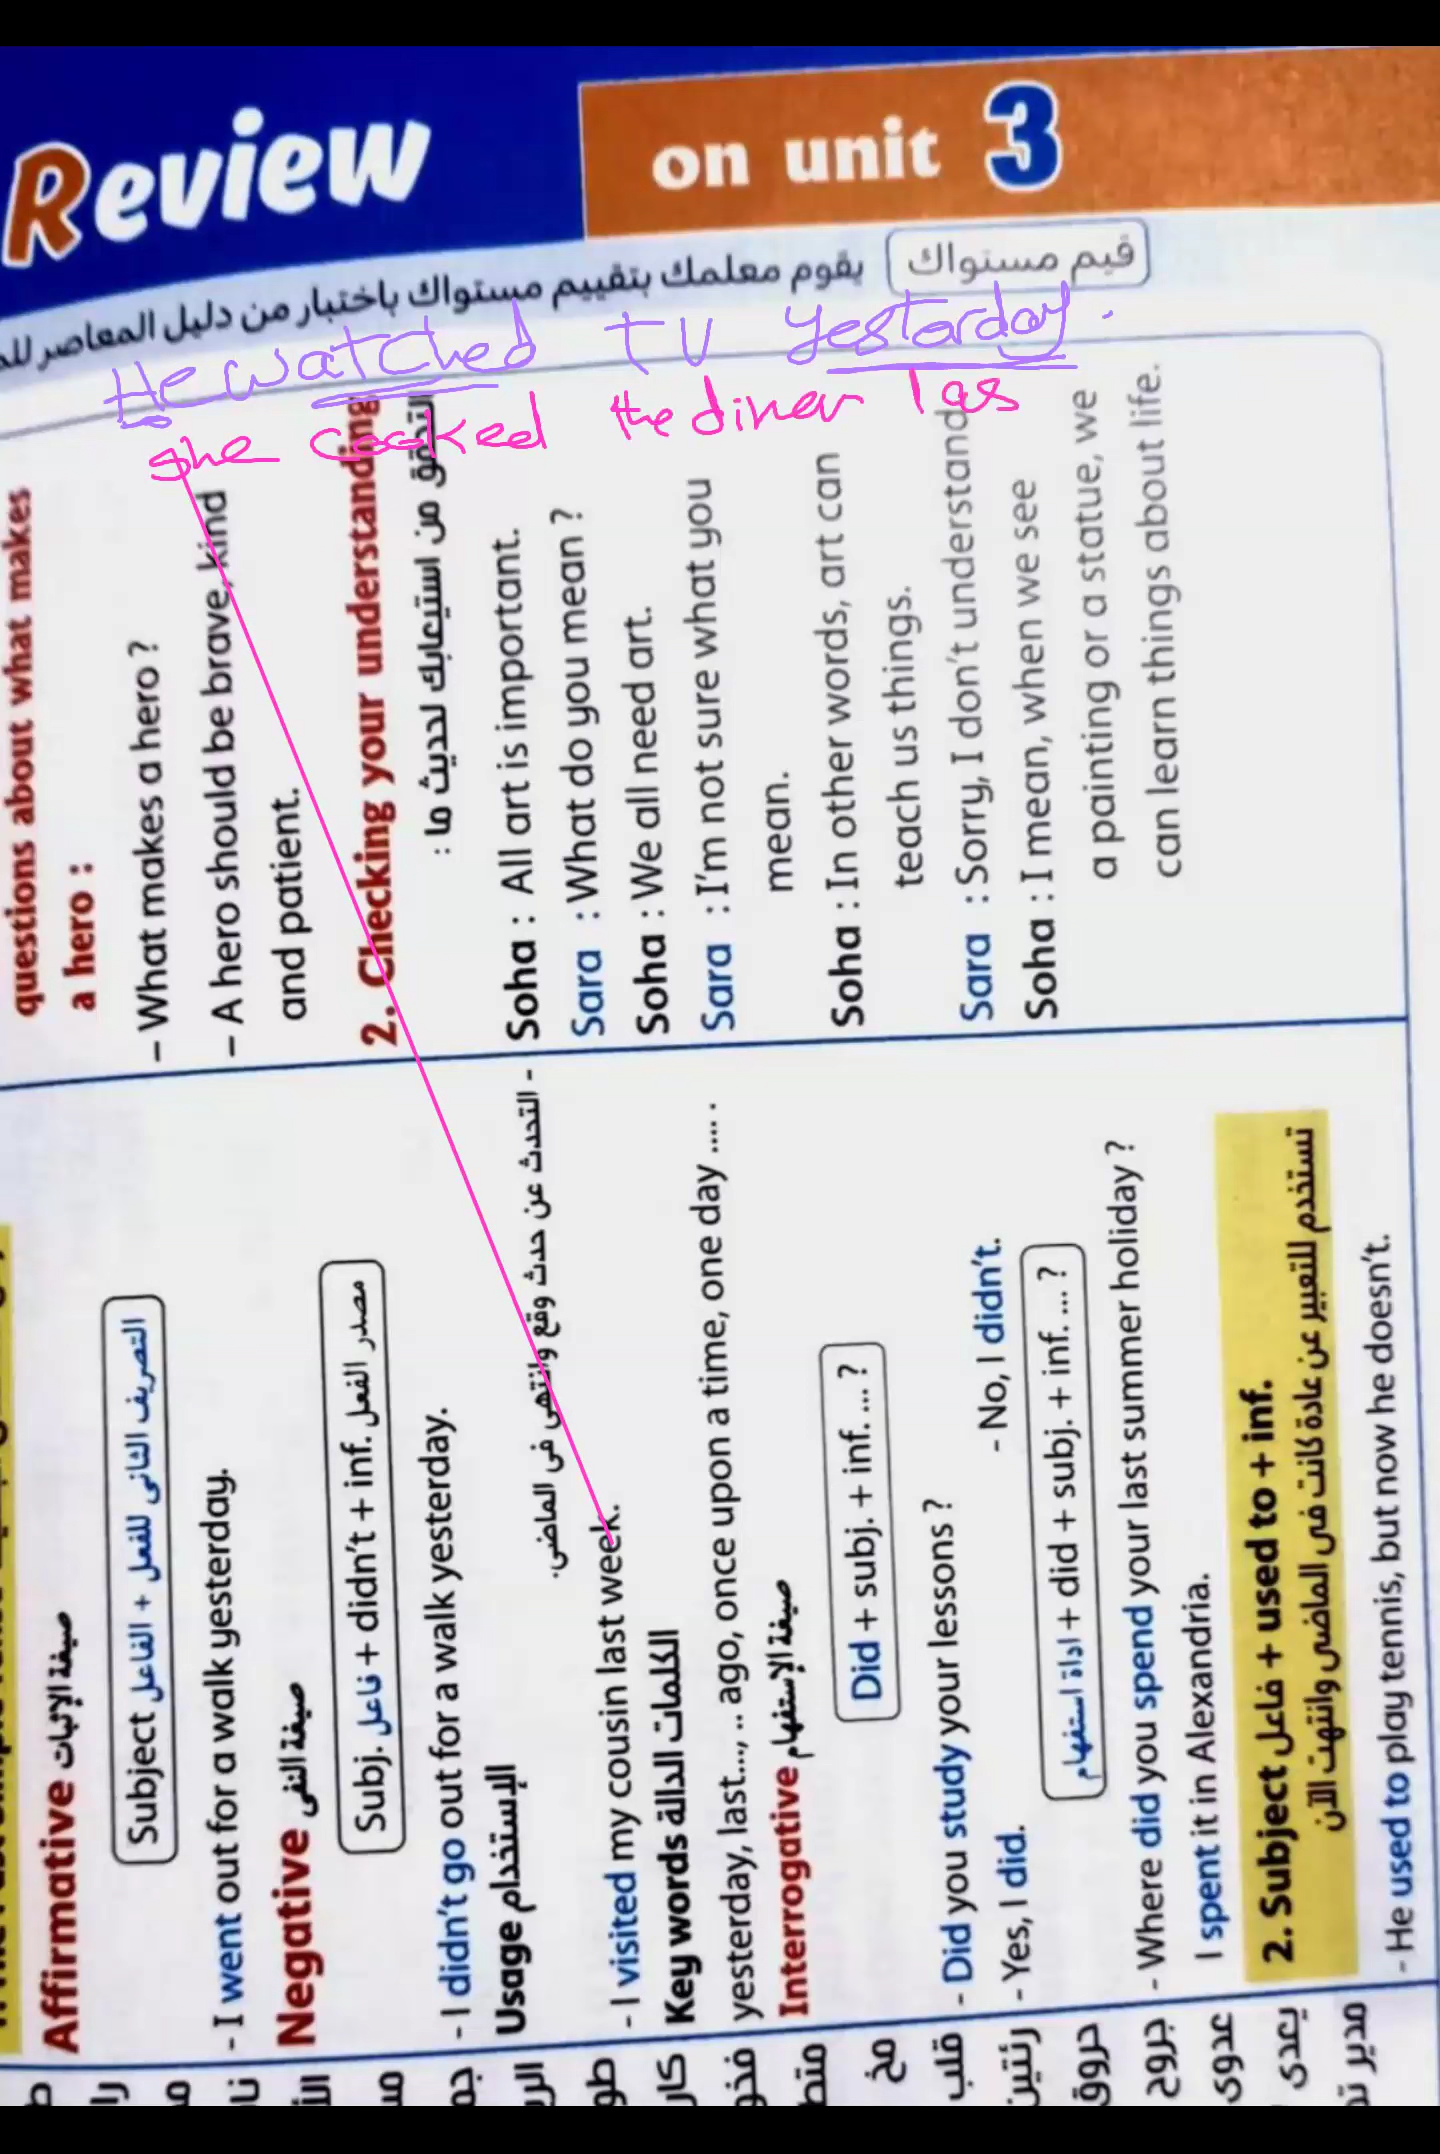 Review
on unit 3
قيم مستواك يقوم معلمك بتقييم مستواك باختبار من دليل المعاصر
He watched TV yesterday.
she cooked the diner las
Affirmative صيغة الإثبات
Subject الفاعل + التصريف الثانى للفعل
- I went out for a walk yesterday.
Negative صيغة النفى
Subj. فاعل + didn't + inf. مصدر الفعل
- I didn't go out for a walk yesterday.
Usage الإستخدام
- التحدث عن حدث وقع وانتهى فى الماضى.
- I visited my cousin last week.
Key words الكلمات الدالة
yesterday, last..., .. ago, once upon a time, one day .....
Interrogative صيغة الإستفهام
Did + subj. + inf. ... ?
- Did you study your lessons ?
- Yes, I did. - No, I didn't.
اداة استفهام + did + subj. + inf. ... ?
- Where did you spend your last summer holiday ?
I spent it in Alexandria.
2. Subject فاعل + used to + inf.
تستخدم للتعبير عن عادة كانت فى الماضى وانتهت الآن
- He used to play tennis, but now he doesn't.
questions about what makes
a hero :
– What makes a hero ?
– A hero should be brave, kind
and patient.
2. Checking your understanding
التحقق من استيعابك لحديث ما :
Soha : All art is important.
Sara : What do you mean ?
Soha : We all need art.
Sara : I'm not sure what you
mean.
Soha : In other words, art can
teach us things.
Sara : Sorry, I don't understand
Soha : I mean, when we see
a painting or a statue, we
can learn things about life.
قلب
رئتين
حروق
جروح
عدوى
يعدى